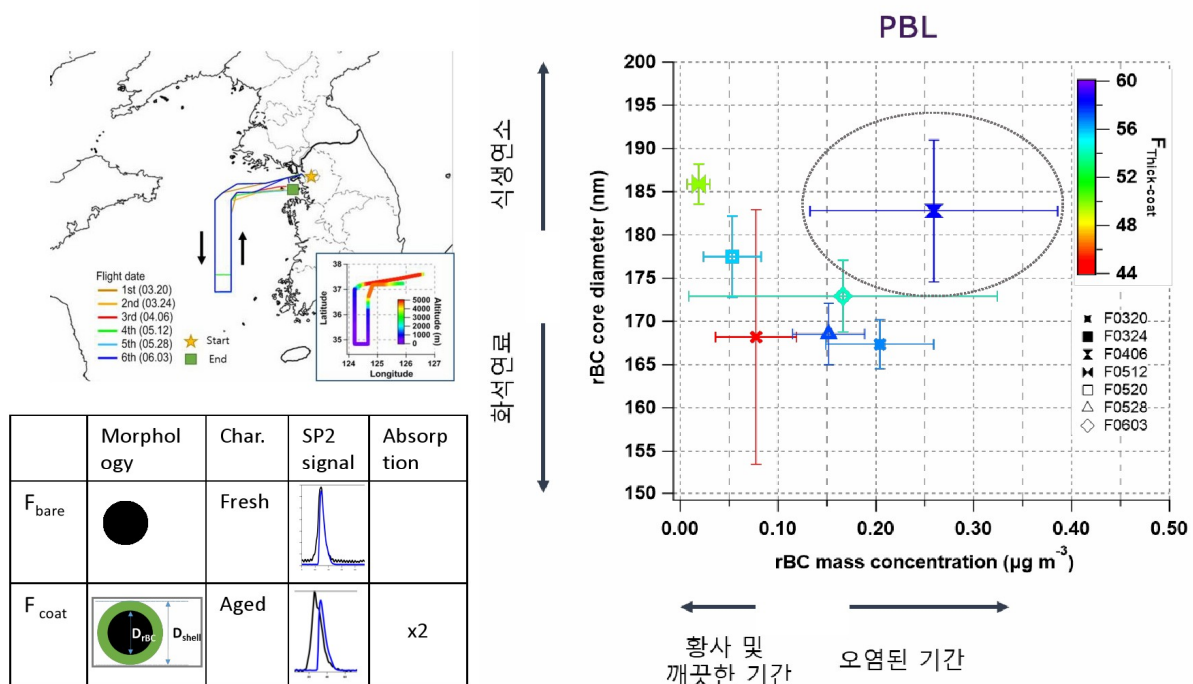 PBL
38
37
36
35
124
125
126
127
Latitude
Longitude
5000
4000
3000
2000
1000
0
Altitude (m)
Flight date
1st (03.20)
2nd (03.24)
3rd (04.06)
4th (05.12)
5th (05.28)
6th (06.03)
Start
End
식생연소
화석연료
200
195
190
185
180
175
170
165
160
155
150
rBC core diameter (nm)
0.00
0.10
0.20
0.30
0.40
0.50
rBC mass concentration (µg m-3)
60
56
52
48
44
FThick-coat
F0320
F0324
F0406
F0512
F0520
F0528
F0603
황사 및
깨끗한 기간
오염된 기간
Morphol
ogy
Char.
SP2
signal
Absorp
tion
Fbare
Fresh
F coat
DrBC
Dshell
Aged
x2